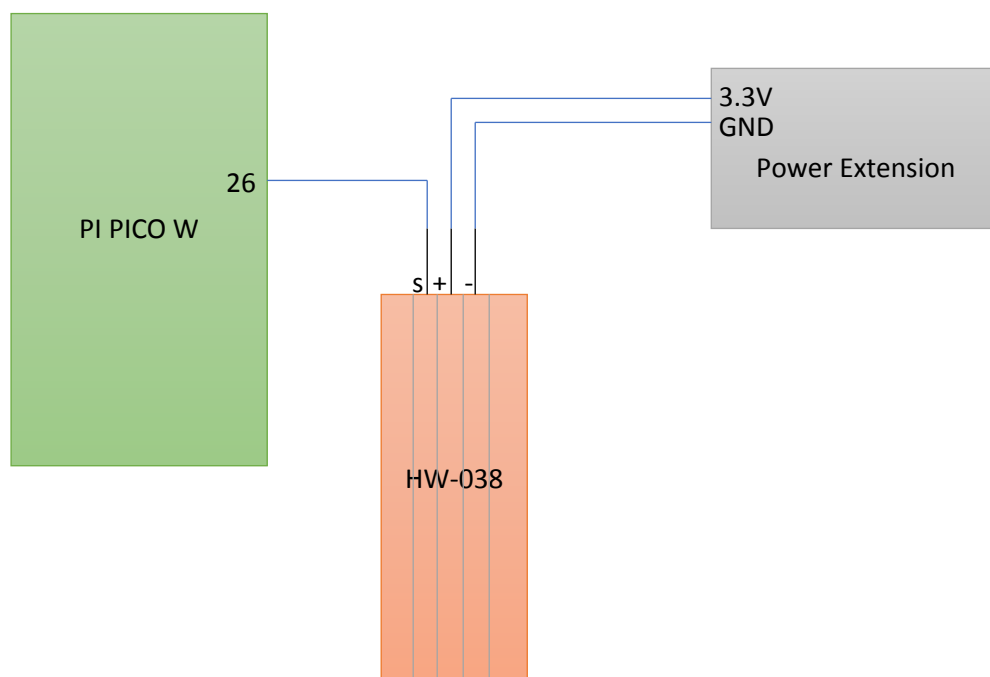 3.3V
GND
Power Extension
26
PI PICO W
S + -
HW-038